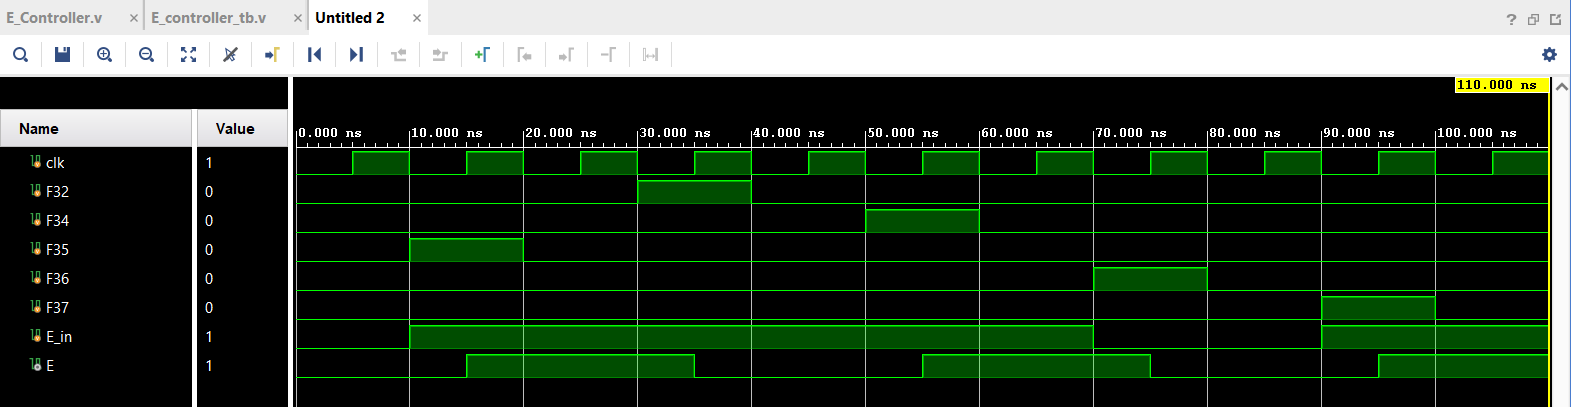 E_Controller.v × E_controller_tb.v × Untitled 2 ×
?
110.000 ns
Name Value
0.000 ns 10.000 ns 20.000 ns 30.000 ns 40.000 ns 50.000 ns 60.000 ns 70.000 ns 80.000 ns 90.000 ns 100.000 ns
clk 1
F32 0
F34 0
F35 0
F36 0
F37 0
E_in 1
E 1